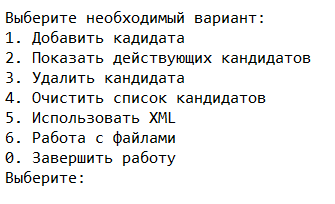 Выберите необходимый вариант:
1. Добавить кадидата
2. Показать действующих кандидатов
3. Удалить кандидата
4. Очистить список кандидатов
5. Использовать XML
6. Работа с файлами
0. Завершить работу
Выберите: